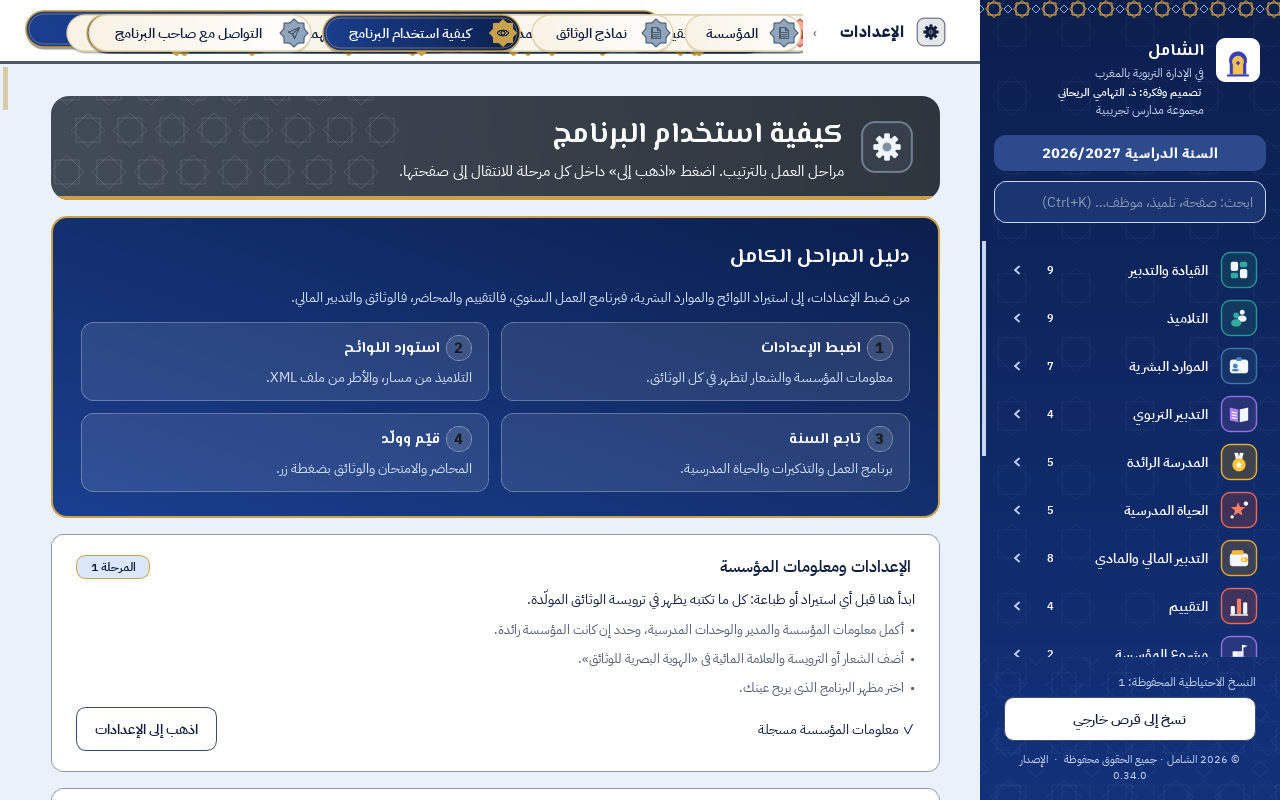 الشامل
في الإدارة التربوية بالمغرب
تصميم وفكرة: ذ. التهامي الريحاني
مجموعة مدارس تجريبية
السنة الدراسية 2026/2027
ابحث: صفحة، تلميذ، موظف... (Ctrl+K)
القيادة والتدبير 9
التلاميذ 9
الموارد البشرية 7
التدبير التربوي 4
المدرسة الرائدة 5
الحياة المدرسية 5
التدبير المالي والمادي 8
التقييم 4
مشروع المؤسسة 2
النسخ الاحتياطية المحفوظة: 1
نسخ إلى قرص خارجي
© 2026 الشامل · جميع الحقوق محفوظة · الإصدار
0.34.0
الإعدادات
المؤسسة
نماذج الوثائق
كيفية استخدام البرنامج
التواصل مع صاحب البرنامج
كيفية استخدام البرنامج
مراحل العمل بالترتيب. اضغط «اذهب إلى» داخل كل مرحلة للانتقال إلى صفحتها.
دليل المراحل الكامل
من ضبط الإعدادات، إلى استيراد اللوائح والموارد البشرية، فبرنامج العمل السنوي، فالتقييم والمحاضر، فالوثائق والتدبير المالي.
1 اضبط الإعدادات
معلومات المؤسسة والشعار لتظهر في كل الوثائق.
2 استورد اللوائح
التلاميذ من مسار، والأطر من ملف XML.
3 تابع السنة
برنامج العمل والتذكيرات والحياة المدرسية.
4 قيّم وولّد
المحاضر والامتحان والوثائق بضغطة زر.
الإعدادات ومعلومات المؤسسة
المرحلة 1
ابدأ هنا قبل أي استيراد أو طباعة: كل ما تكتبه يظهر في ترويسة الوثائق المولّدة.
• أكمل معلومات المؤسسة والمدير والوحدات المدرسية، وحدد إن كانت المؤسسة رائدة.
• أضف الشعار أو الترويسة والعلامة المائية في «الهوية البصرية للوثائق».
• اختر مظهر البرنامج الذي يريح عينك.
✓ معلومات المؤسسة مسجلة
اذهب إلى الإعدادات